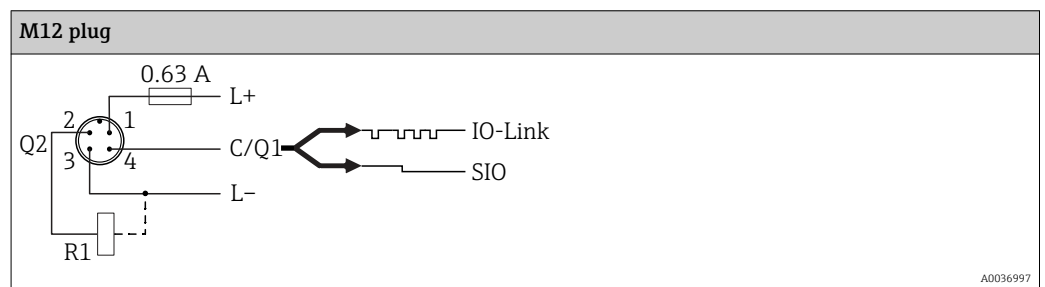 M12 plug
0.63 A
L+
2 1
Q2
3 4
C/Q1
IO-Link
SIO
L–
R1
A0036997